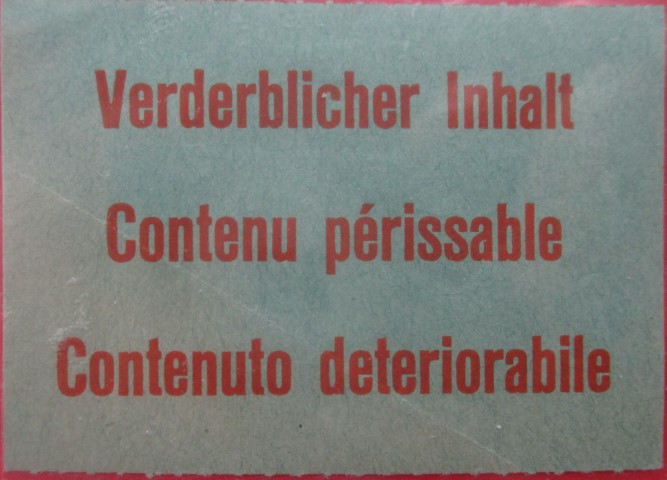 Verderblicher Inhalt
Contenu périssable
Contenuto deteriorabile